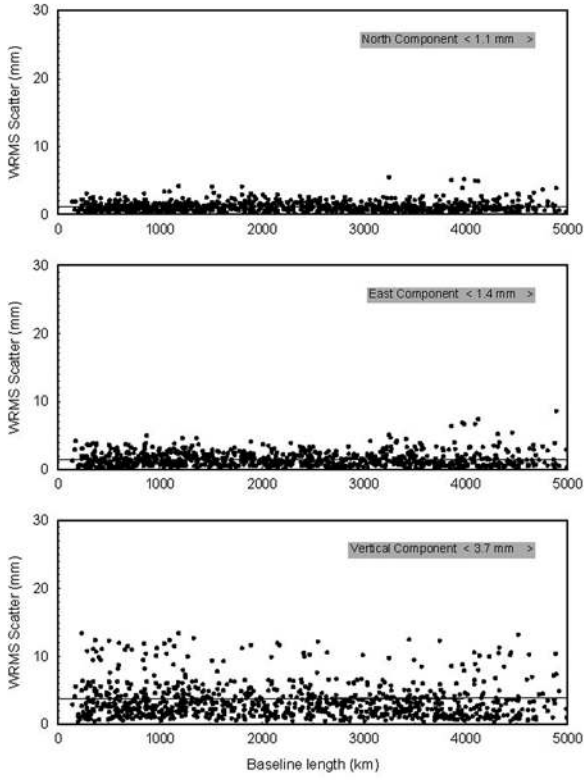 30
North Component < 1.1 mm >
20
WRMS Scatter (mm)
10
0
0 1000 2000 3000 4000 5000
30
East Component < 1.4 mm >
20
WRMS Scatter (mm)
10
0
0 1000 2000 3000 4000 5000
30
Vertical Component < 3.7 mm >
20
WRMS Scatter (mm)
10
0
0 1000 2000 3000 4000 5000
Baseline length (km)